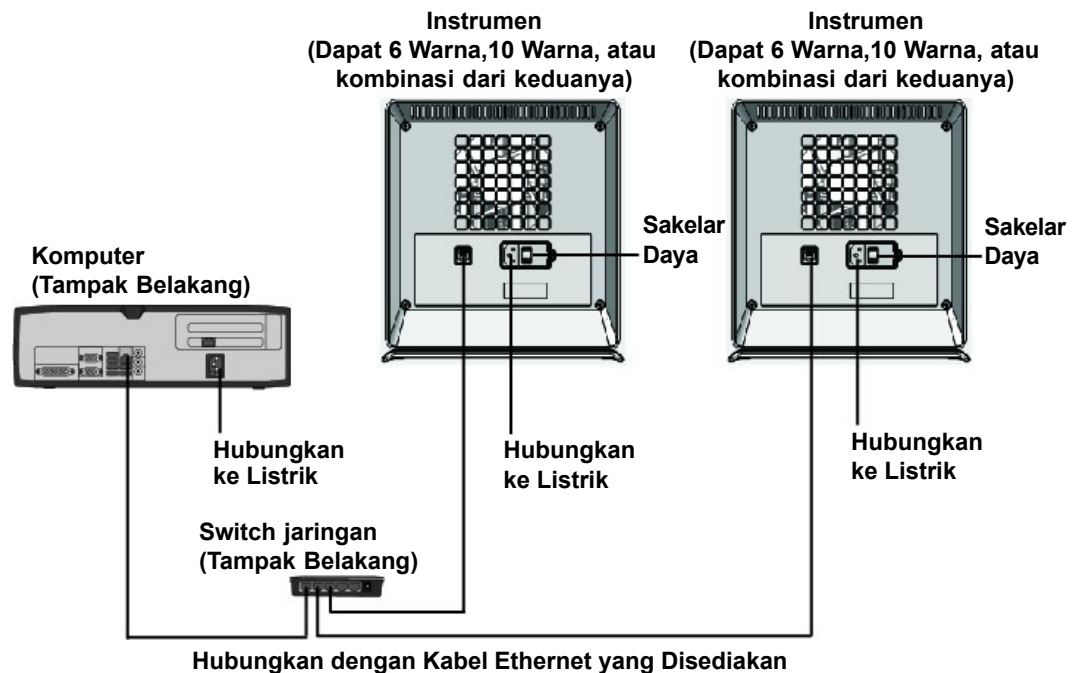 Instrumen
(Dapat 6 Warna,10 Warna, atau
kombinasi dari keduanya)
Instrumen
(Dapat 6 Warna,10 Warna, atau
kombinasi dari keduanya)
Sakelar
Daya
Sakelar
Daya
Komputer
(Tampak Belakang)
Hubungkan
ke Listrik
Hubungkan
ke Listrik
Hubungkan
ke Listrik
Switch jaringan
(Tampak Belakang)
Hubungkan dengan Kabel Ethernet yang Disediakan